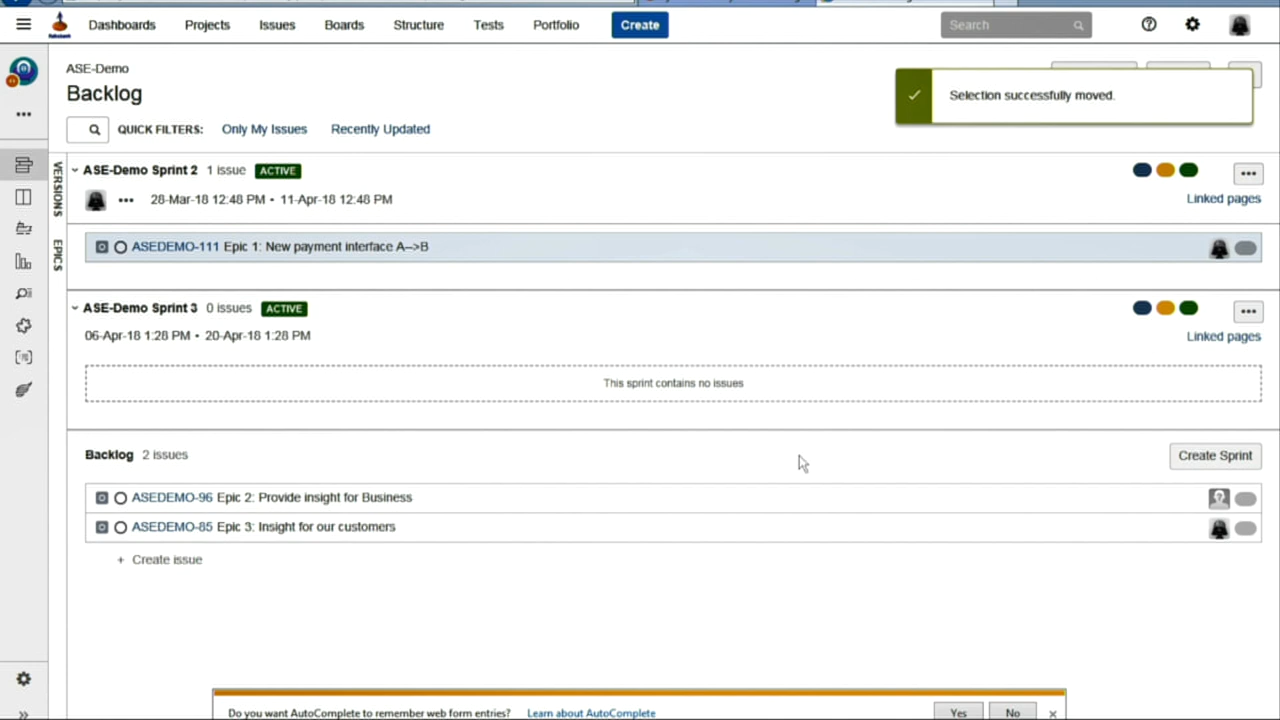 Dashboards Projects Issues Boards Structure Tests Portfolio Create Search
ASE-Demo
Backlog
Selection successfully moved.
QUICK FILTERS: Only My Issues Recently Updated
VERSIONS
EPICS
ASE-Demo Sprint 2 1 issue ACTIVE
28-Mar-18 12:48 PM • 11-Apr-18 12:48 PM
Linked pages
ASEDEMO-111 Epic 1: New payment interface A-->B
ASE-Demo Sprint 3 0 issues ACTIVE
06-Apr-18 1:28 PM • 20-Apr-18 1:28 PM
Linked pages
This sprint contains no issues
Backlog 2 issues
Create Sprint
ASEDEMO-96 Epic 2: Provide insight for Business
ASEDEMO-85 Epic 3: Insight for our customers
+ Create issue
Do you want AutoComplete to remember web form entries? Learn about AutoComplete Yes No